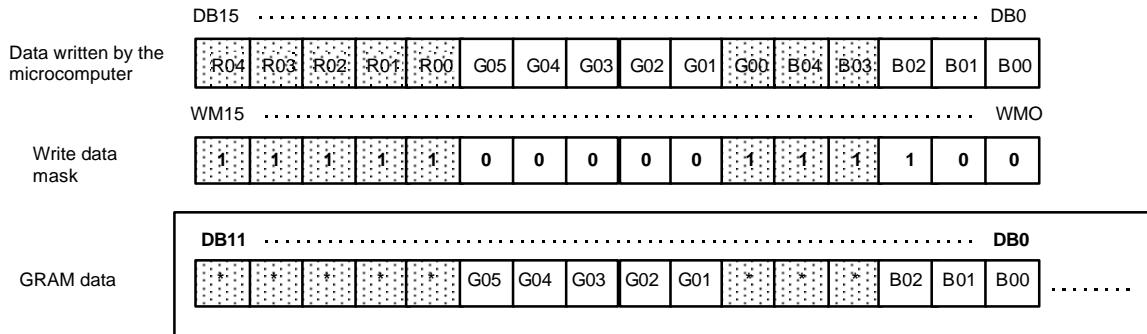 DB15 DB0
Data written by the
microcomputer
R04 R03 R02 R01 R00 G05 G04 G03 G02 G01 G00 B04 B03 B02 B01 B00
WM15 WMO
Write data
mask
1 1 1 1 1 0 0 0 0 0 1 1 1 1 0 0
DB11 DB0
GRAM data
* * * * * G05 G04 G03 G02 G01 * * * B02 B01 B00